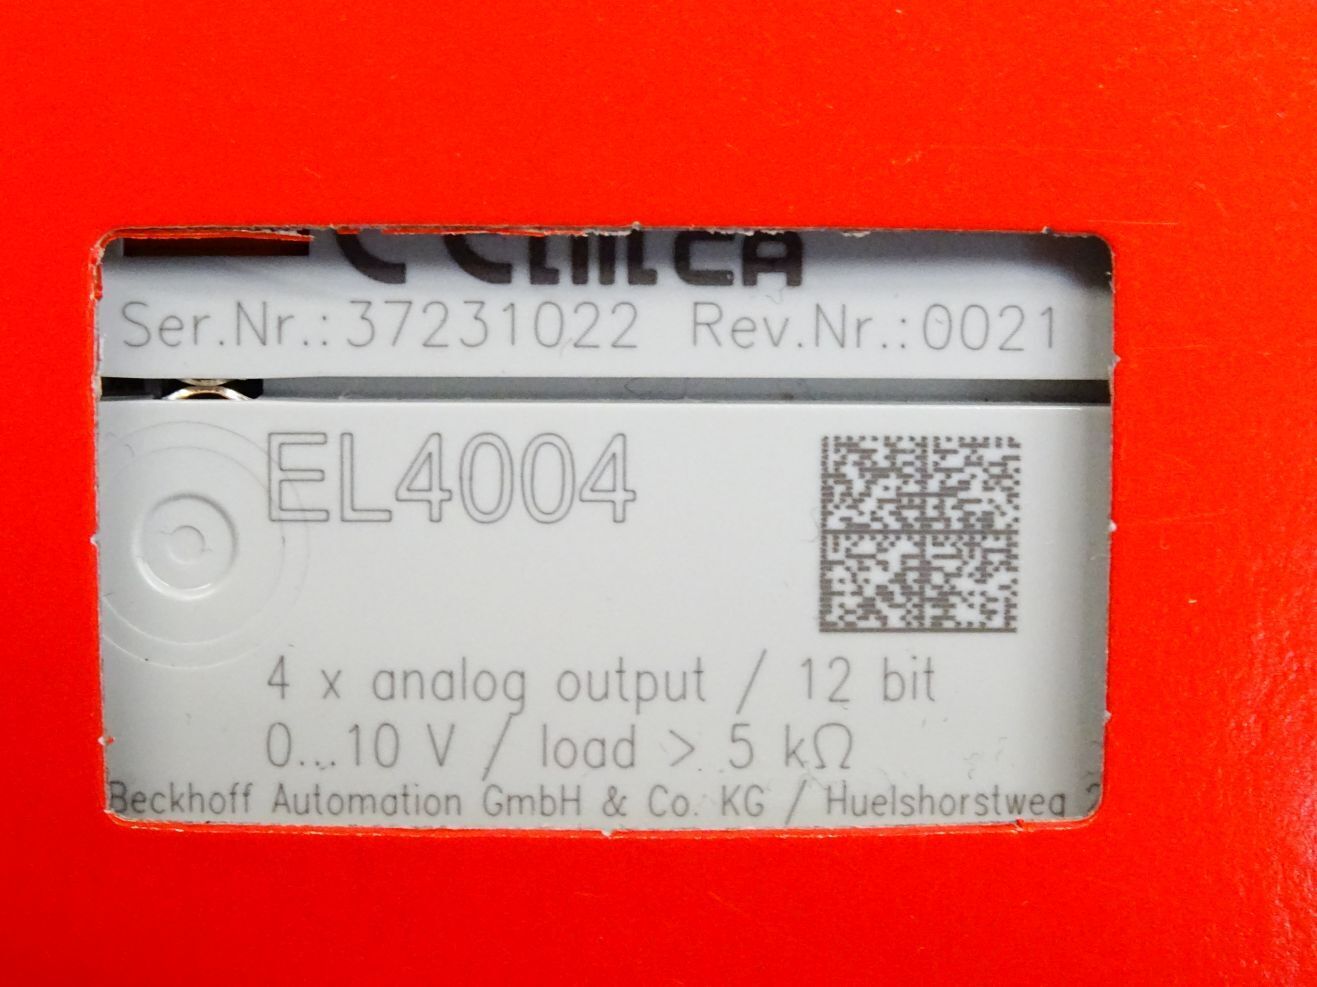 Ser.Nr.:37231022 Rev.Nr.:0021
EL4004
4 x analog output / 12 bit
0...10 V / load > 5 kΩ
Beckhoff Automation GmbH & Co. KG / Huelshorstweg